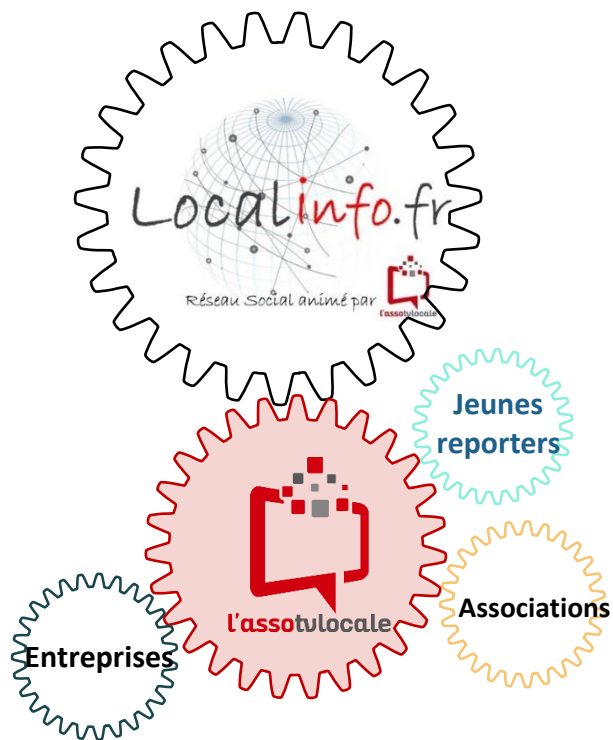 Localinfo.fr
Réseau Social animé par
l'assotvlocale
Jeunes
reporters
l'assotvlocale
Associations
Entreprises